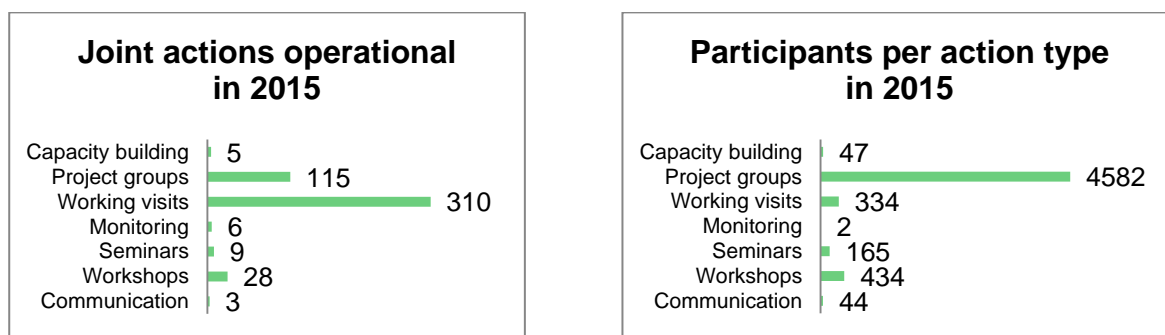 Joint actions operational
in 2015
Capacity building 5
Project groups 115
Working visits 310
Monitoring 6
Seminars 9
Workshops 28
Communication 3
Participants per action type
in 2015
Capacity building 47
Project groups 4582
Working visits 334
Monitoring 2
Seminars 165
Workshops 434
Communication 44